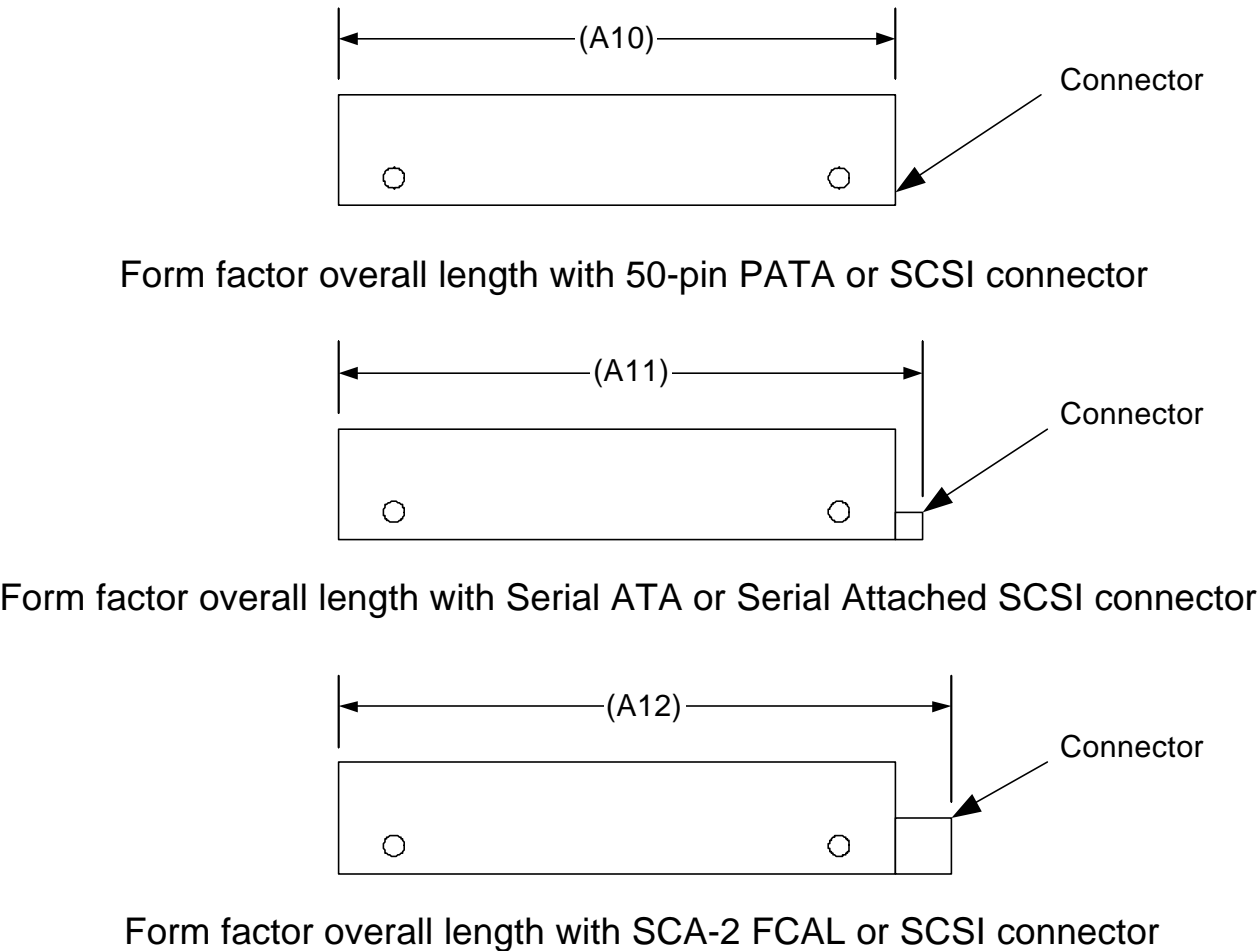 (A10)
Connector
Form factor overall length with 50-pin PATA or SCSI connector
(A11)
Connector
Form factor overall length with Serial ATA or Serial Attached SCSI connector
(A12)
Connector
Form factor overall length with SCA-2 FCAL or SCSI connector